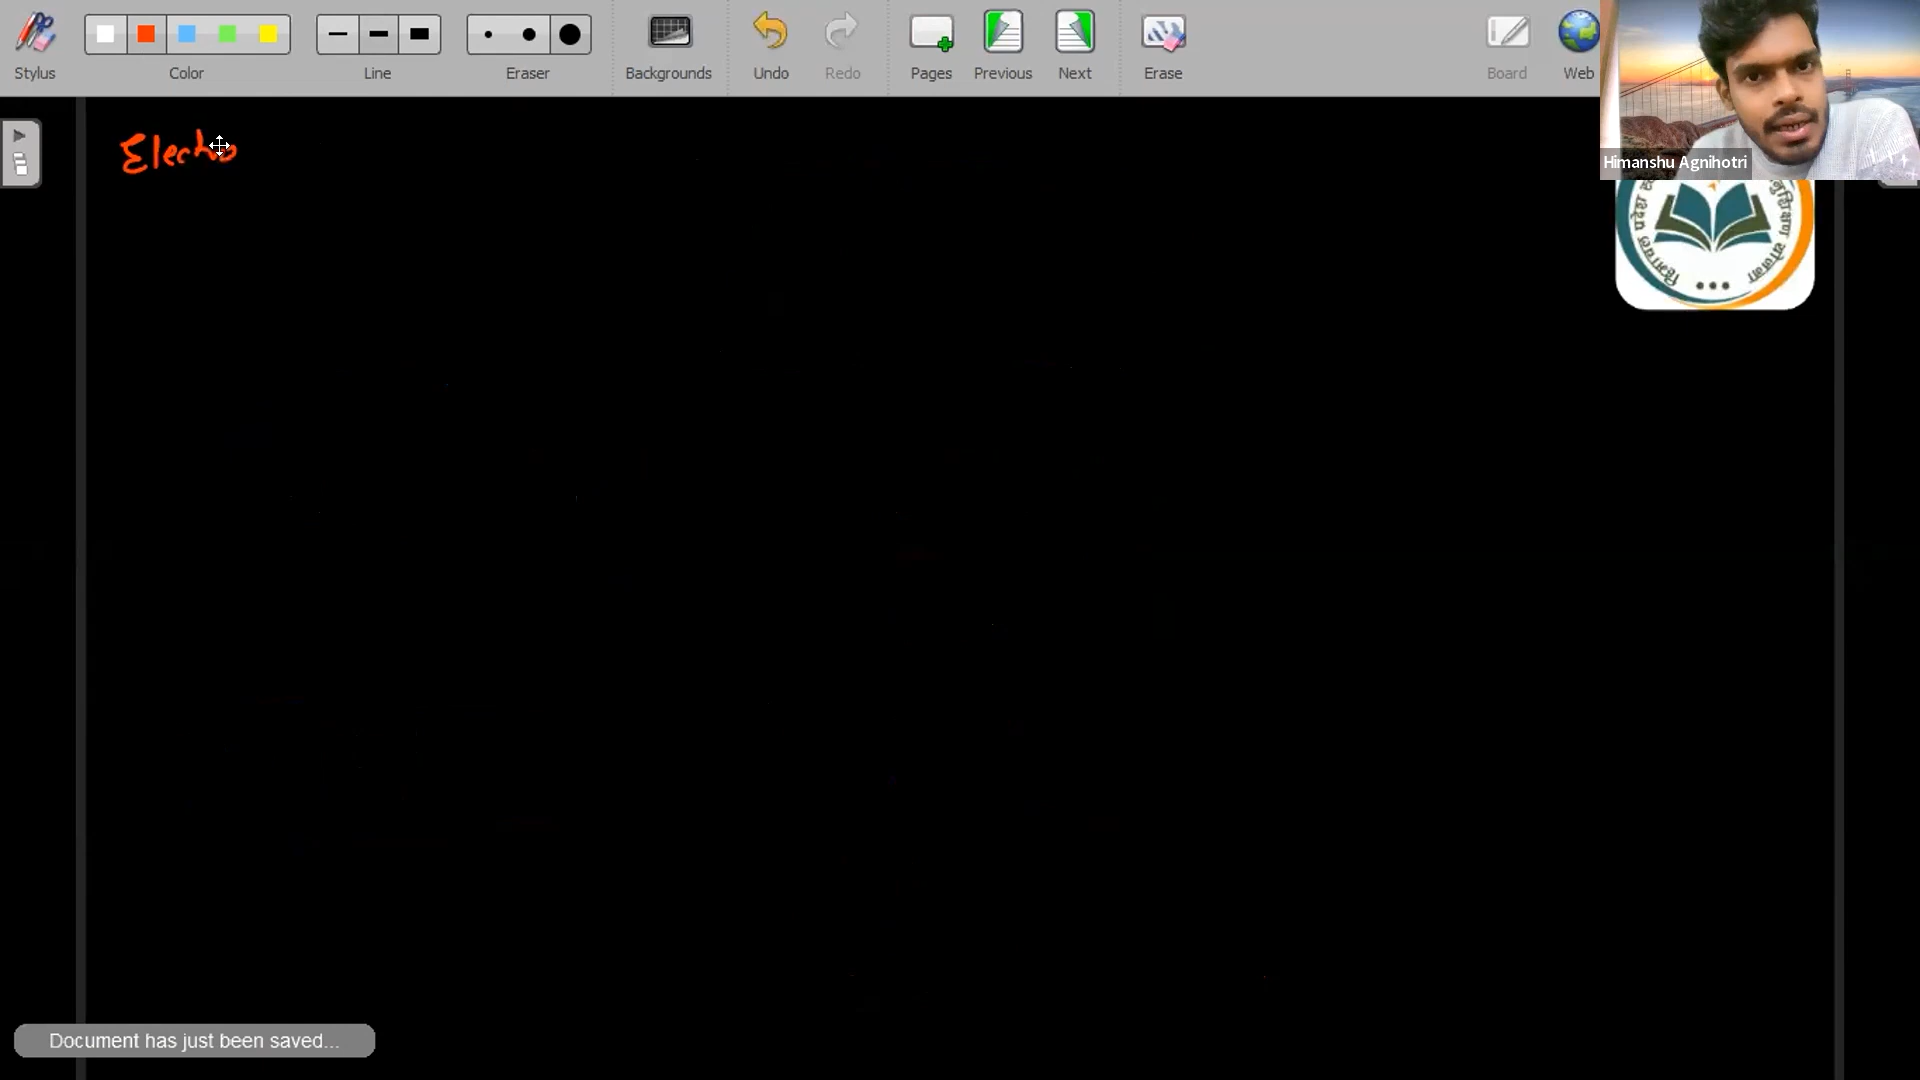 Stylus Color Line Eraser Backgrounds Undo Redo Pages Previous Next Erase Board Web
Electro
Himanshu Agnihotri
Document has just been saved...